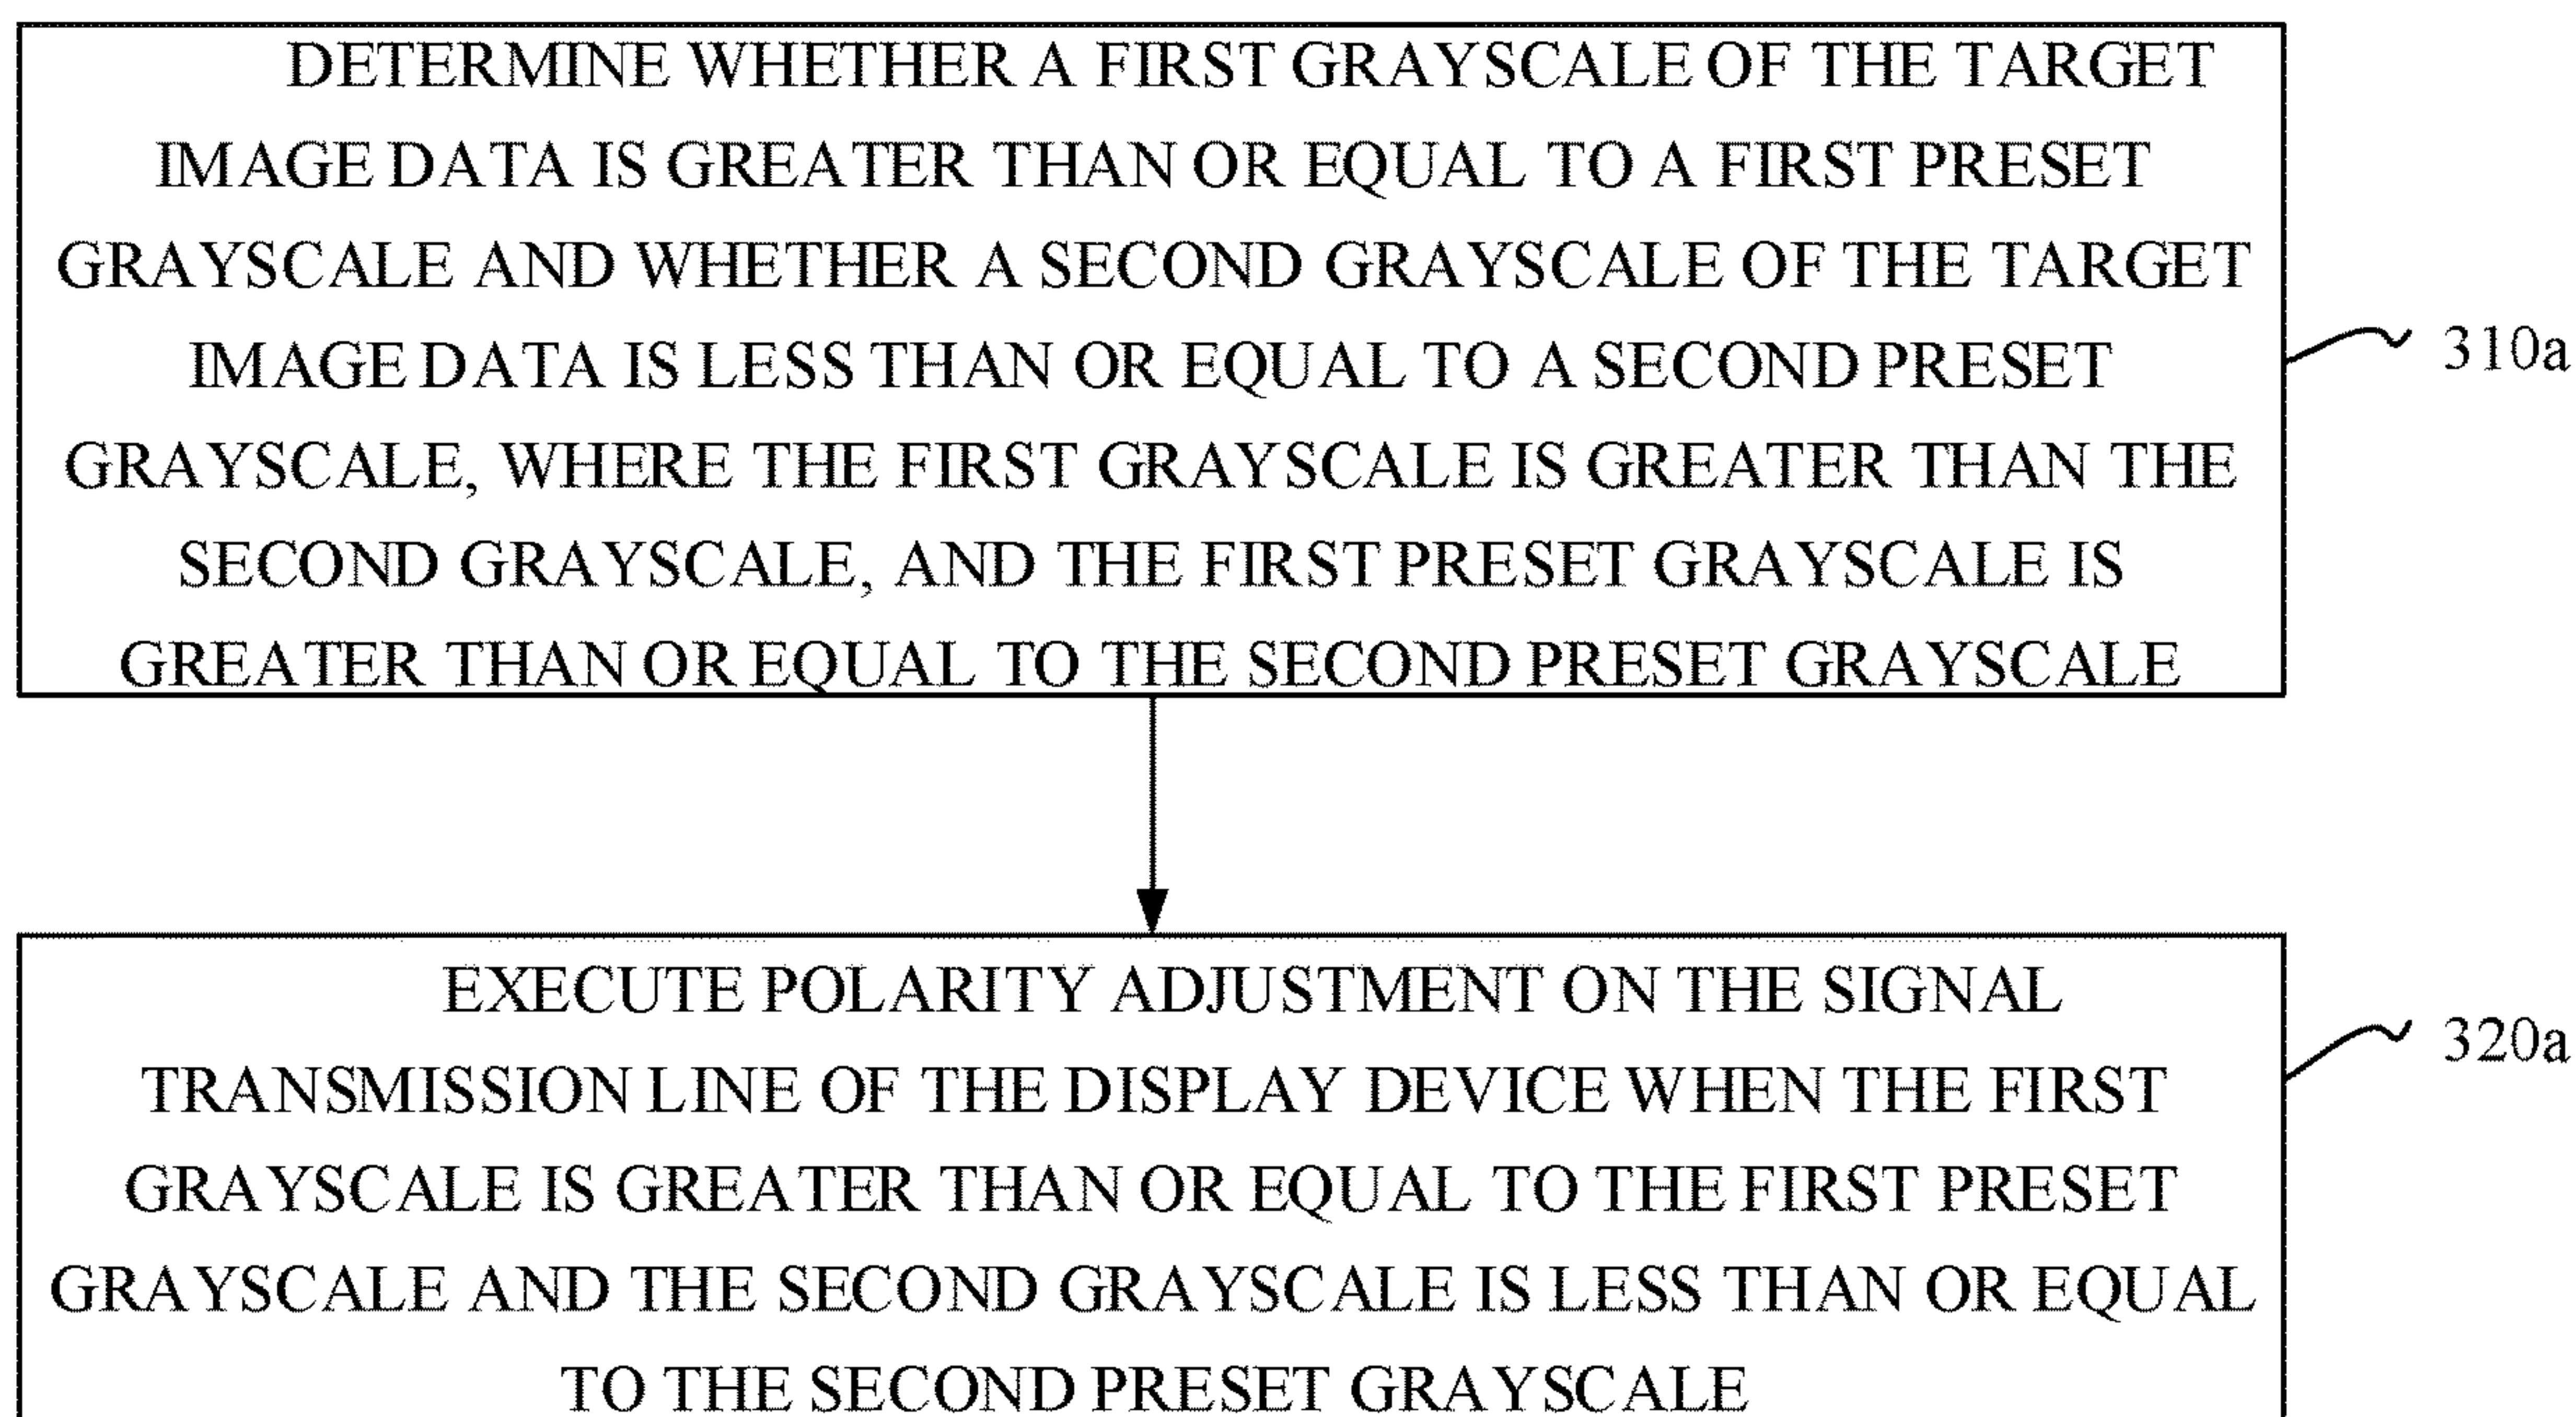 DETERMINE WHETHER A FIRST GRAYSCALE OF THE TARGET
IMAGE DATA IS GREATER THAN OR EQUAL TO A FIRST PRESET
GRAYSCALE AND WHETHER A SECOND GRAYSCALE OF THE TARGET
IMAGE DATA IS LESS THAN OR EQUAL TO A SECOND PRESET
GRAYSCALE, WHERE THE FIRST GRAYSCALE IS GREATER THAN THE
SECOND GRAYSCALE, AND THE FIRST PRESET GRAYSCALE IS
GREATER THAN OR EQUAL TO THE SECOND PRESET GRAYSCALE
310a
EXECUTE POLARITY ADJUSTMENT ON THE SIGNAL
TRANSMISSION LINE OF THE DISPLAY DEVICE WHEN THE FIRST
GRAYSCALE IS GREATER THAN OR EQUAL TO THE FIRST PRESET
GRAYSCALE AND THE SECOND GRAYSCALE IS LESS THAN OR EQUAL
TO THE SECOND PRESET GRAYSCALE
320a